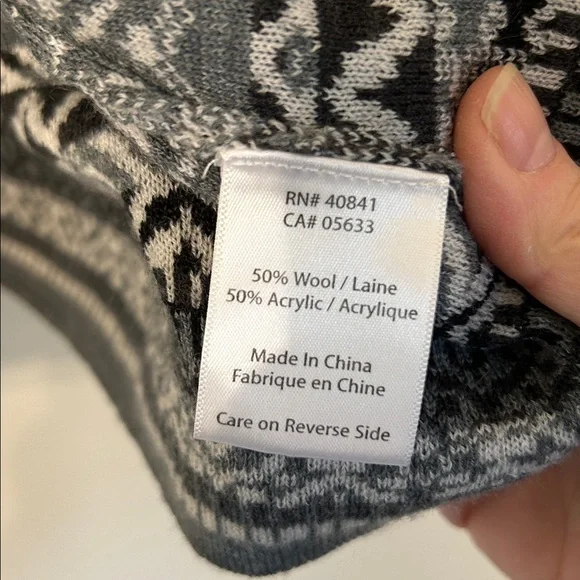 RN# 40841
CA# 05633
50% Wool / Laine
50% Acrylic / Acrylique
Made In China
Fabrique en Chine
Care on Reverse Side